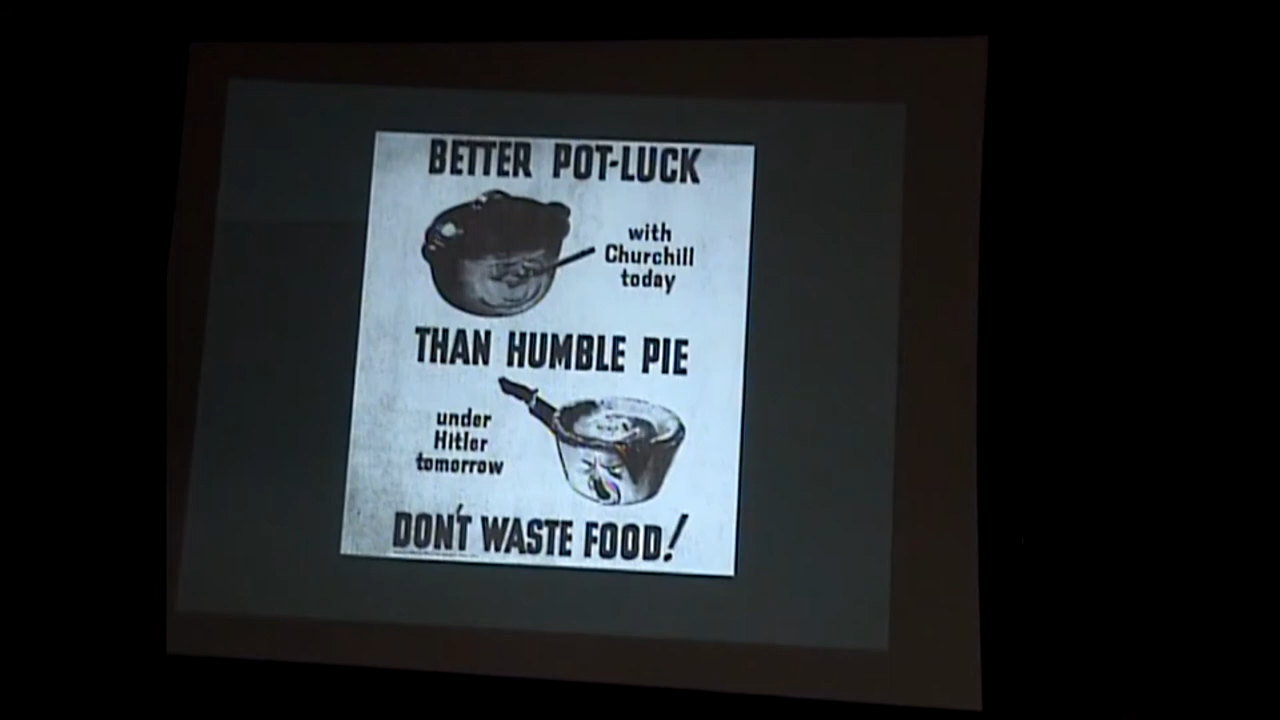 BETTER POT-LUCK
with
Churchill
today
THAN HUMBLE PIE
under
Hitler
tomorrow
DON'T WASTE FOOD!